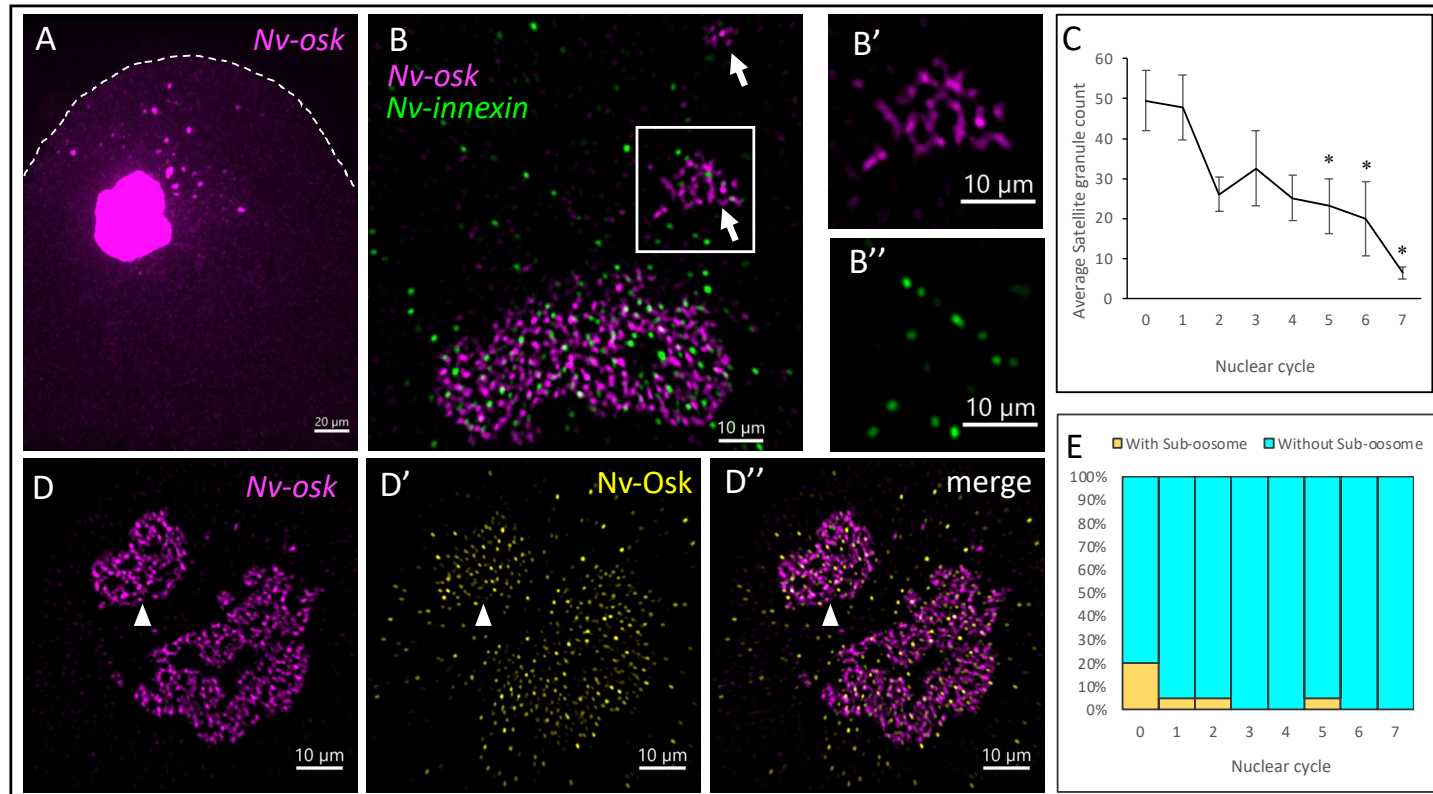 A
Nv-osk
20 µm
B
Nv-osk
Nv-innexin
10 µm
B’
10 µm
B’’
10 µm
C
Average Satellite granule count
60
50
40
30
20
10
0
* * *
0 1 2 3 4 5 6 7
Nuclear cycle
D
Nv-osk
10 µm
D’
Nv-Osk
10 µm
D’’
merge
10 µm
E
With Sub-oosome Without Sub-oosome
100%
90%
80%
70%
60%
50%
40%
30%
20%
10%
0%
0 1 2 3 4 5 6 7
Nuclear cycle